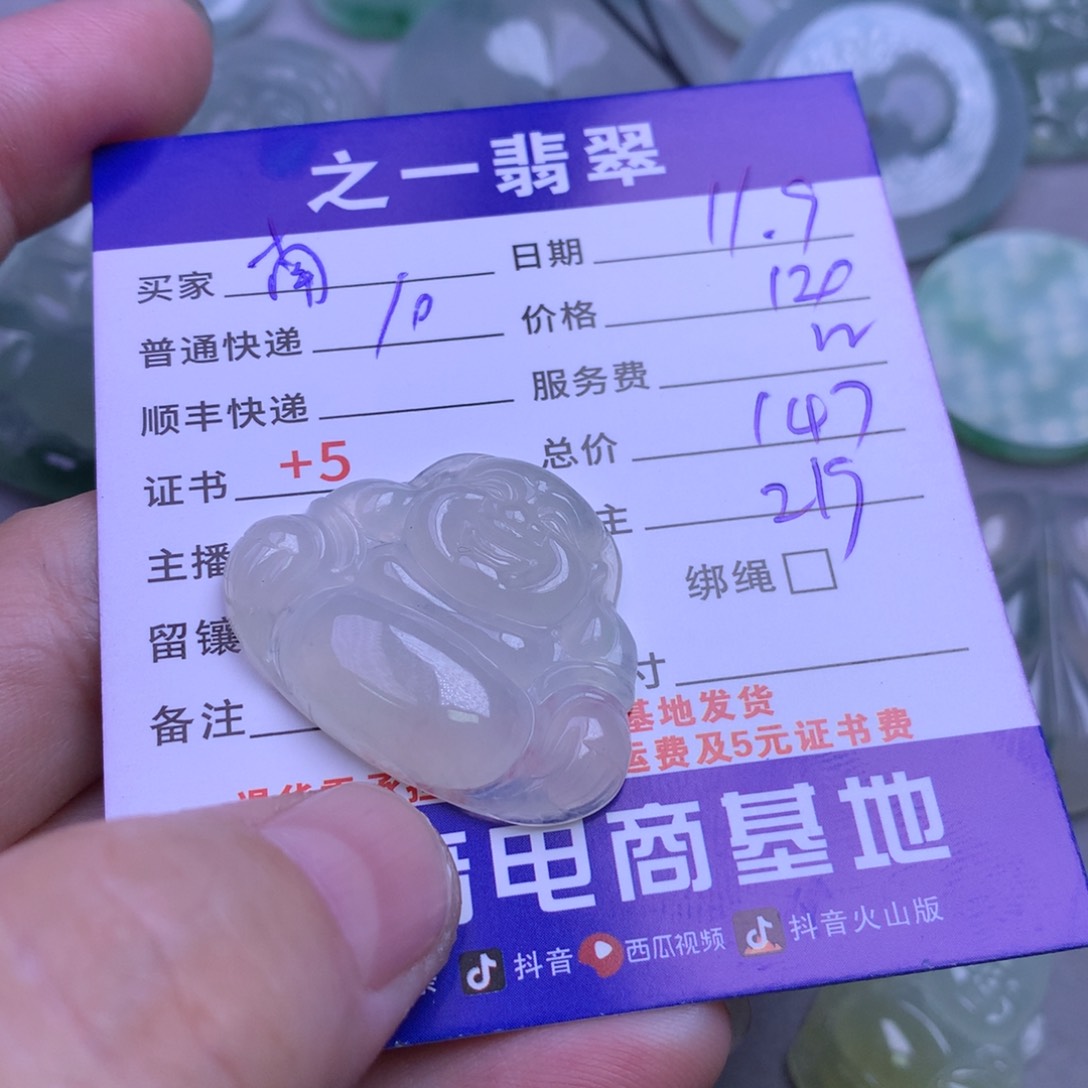 之一翡翠
买家 南 日期 11.9
普通快递 10 价格 120
顺丰快递 服务费 12
证书 +5 总价 147
主播 主 219
留镶 绑绳
备注 寸
基地发货
运费及5元证书费
电商基地
抖音 西瓜视频 抖音火山版